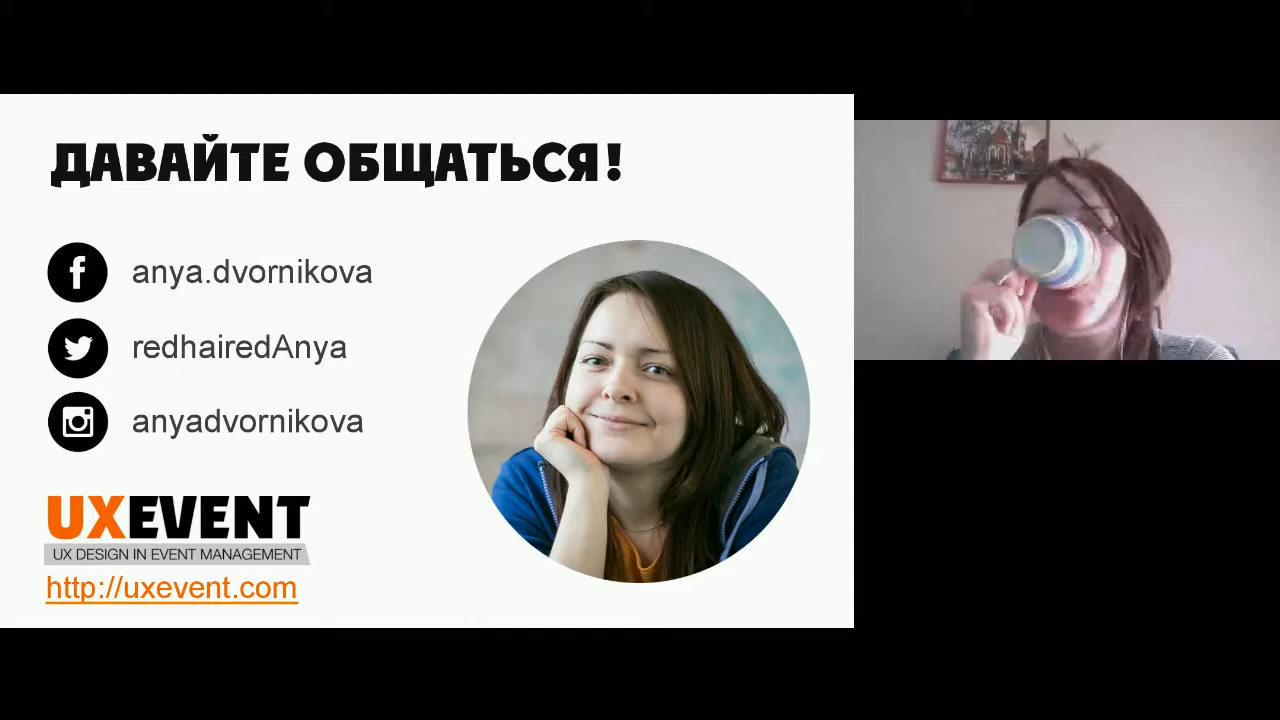 ДАВАЙТЕ ОБЩАТЬСЯ!
anya.dvornikova
redhairedAnya
anyadvornikova
UXEVENT
UX DESIGN IN EVENT MANAGEMENT
http://uxevent.com